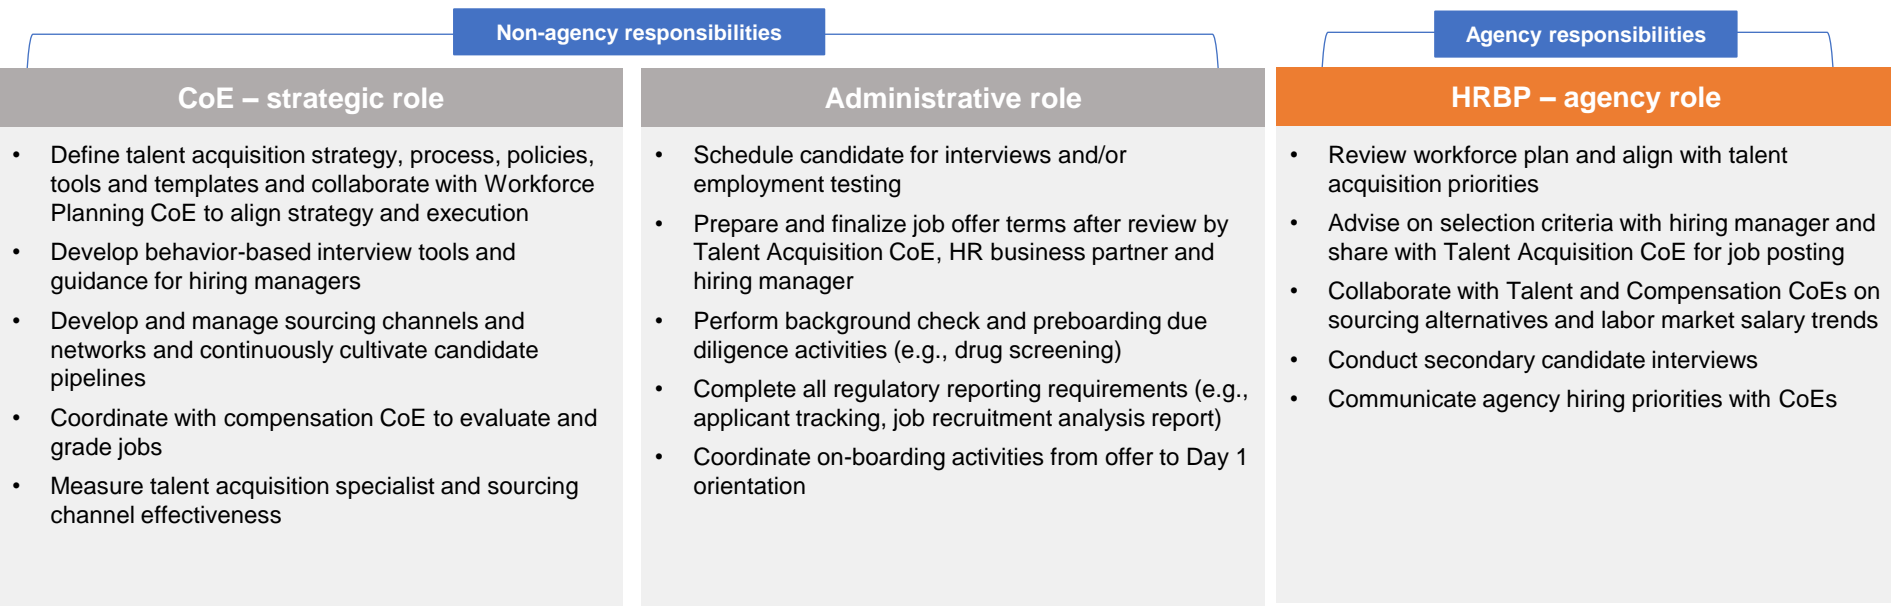 Non-agency responsibilities
Agency responsibilities
CoE – strategic role
• Define talent acquisition strategy, process, policies,
tools and templates and collaborate with Workforce
Planning CoE to align strategy and execution
• Develop behavior-based interview tools and
guidance for hiring managers
• Develop and manage sourcing channels and
networks and continuously cultivate candidate
pipelines
• Coordinate with compensation CoE to evaluate and
grade jobs
• Measure talent acquisition specialist and sourcing
channel effectiveness
Administrative role
• Schedule candidate for interviews and/or
employment testing
• Prepare and finalize job offer terms after review by
Talent Acquisition CoE, HR business partner and
hiring manager
• Perform background check and preboarding due
diligence activities (e.g., drug screening)
• Complete all regulatory reporting requirements (e.g.,
applicant tracking, job recruitment analysis report)
• Coordinate on-boarding activities from offer to Day 1
orientation
HRBP – agency role
• Review workforce plan and align with talent
acquisition priorities
• Advise on selection criteria with hiring manager and
share with Talent Acquisition CoE for job posting
• Collaborate with Talent and Compensation CoEs on
sourcing alternatives and labor market salary trends
• Conduct secondary candidate interviews
• Communicate agency hiring priorities with CoEs